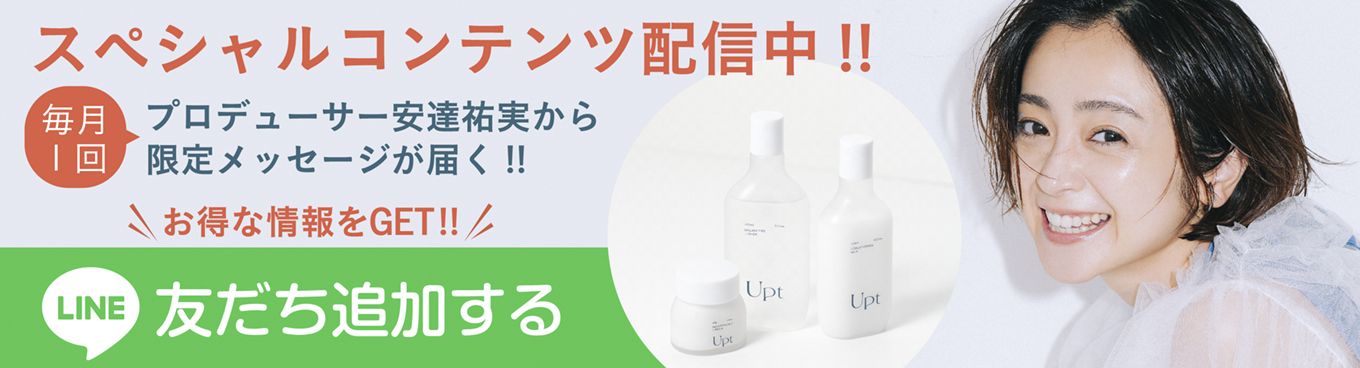 スペシャルコンテンツ配信中!!
毎月
1回
プロデューサー安達祐実から
限定メッセージが届く!!
\\ お得な情報をGET!! //
LINE
友だち追加する
Upt
Upt
Upt